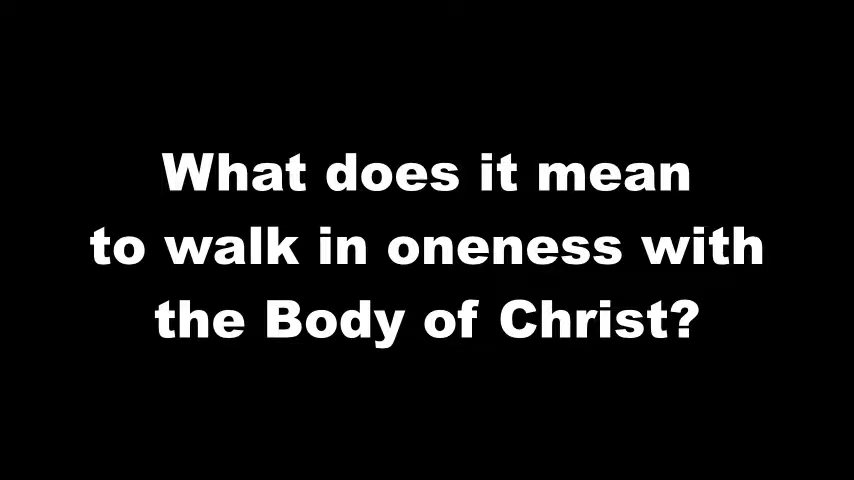 What does it mean
to walk in oneness with
the Body of Christ?